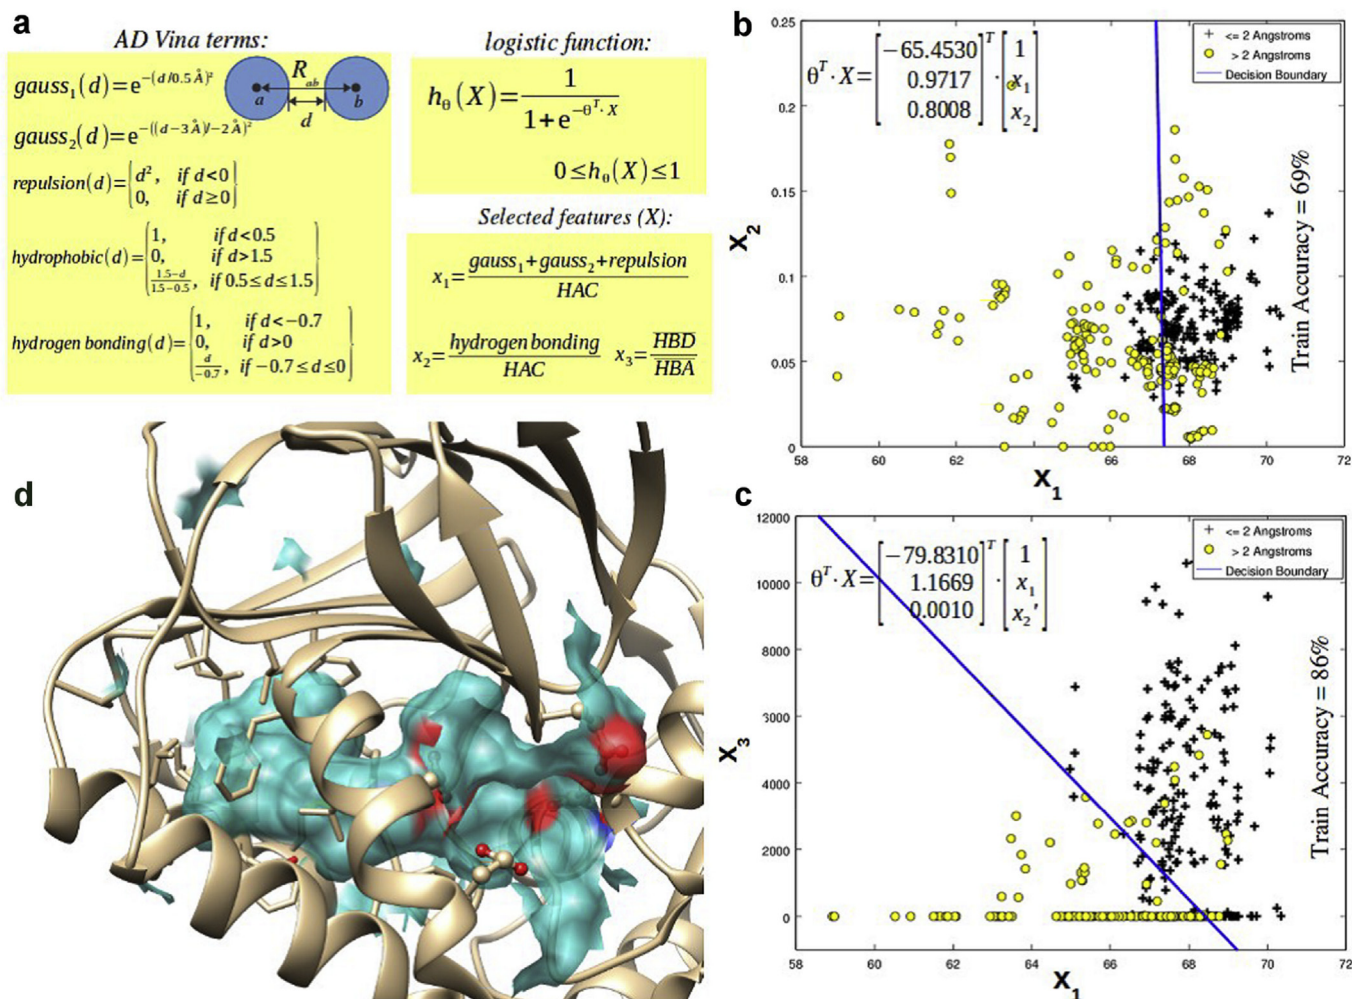 a
AD Vina terms:
gauss₁(d)=e^−(d/0.5 Å)²
R_ab
a b
d
gauss₂(d)=e^−((d−3 Å)/−2 Å)²
repulsion(d)={d², if d<0
0, if d≥0}
hydrophobic(d)={1, if d<0.5
0, if d>1.5
1.5−d/1.5−0.5, if 0.5≤d≤1.5}
hydrogen bonding(d)={1, if d<−0.7
0, if d>0
d/−0.7, if −0.7≤d≤0}
logistic function:
h_θ(X)=1/1+e^−θᵀ·X
0≤h_θ(X)≤1
Selected features (X):
x₁=gauss₁+gauss₂+repulsion/HAC
x₂=hydrogen bonding/HAC x₃=HBD/HBA
b
θᵀ·X=[−65.4530 0.9717 0.8008]ᵀ·[1 x₁ x₂]
<= 2 Angstroms
> 2 Angstroms
Decision Boundary
Train Accuracy = 69%
X₂
0.25
0.2
0.15
0.1
0.05
0
58 60 62 64 66 68 70 72
X₁
c
θᵀ·X=[−79.8310 1.1669 0.0010]ᵀ·[1 x₁ x₂']
<= 2 Angstroms
> 2 Angstroms
Decision Boundary
Train Accuracy = 86%
X₃
12000
10000
8000
6000
4000
2000
0
58 60 62 64 66 68 70 72
X₁
d